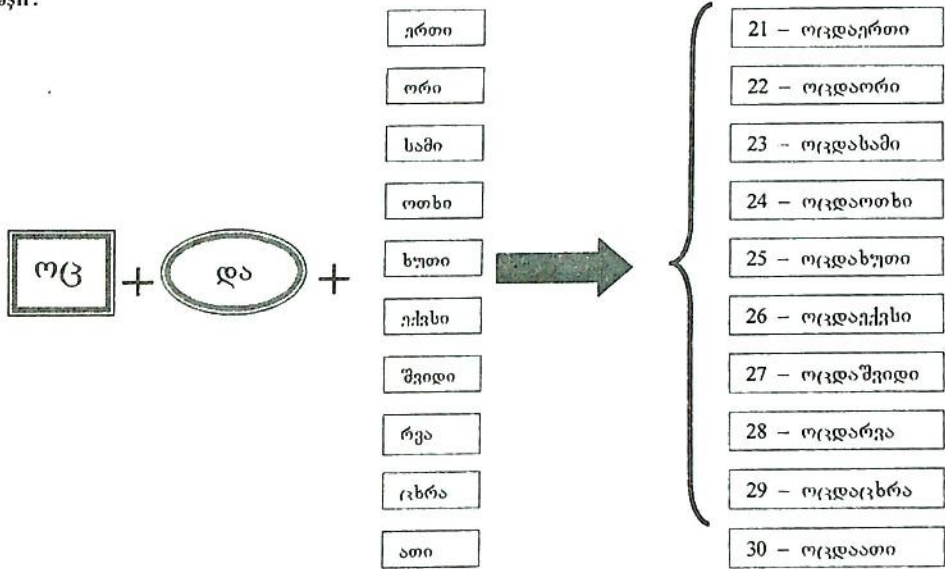 ერთი
ორი
სამი
ოთხი
ოც + და + ხუთი
ექვსი
შვიდი
რვა
ცხრა
ათი
21 – ოცდაერთი
22 – ოცდაორი
23 – ოცდასამი
24 – ოცდაოთხი
25 – ოცდახუთი
26 – ოცდაექვსი
27 – ოცდაშვიდი
28 – ოცდარვა
29 – ოცდაცხრა
30 – ოცდაათი